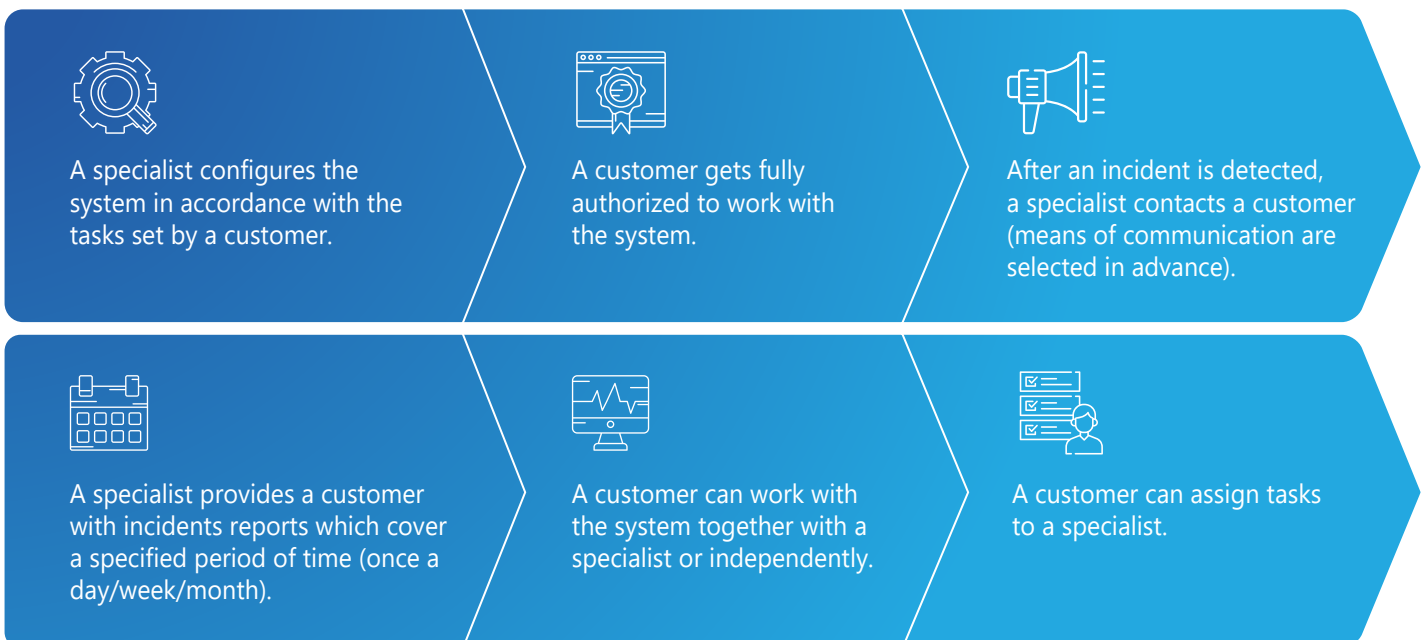 A specialist configures the
system in accordance with the
tasks set by a customer.
A customer gets fully
authorized to work with
the system.
After an incident is detected,
a specialist contacts a customer
(means of communication are
selected in advance).
A specialist provides a customer
with incidents reports which cover
a specified period of time (once a
day/week/month).
A customer can work with
the system together with a
specialist or independently.
A customer can assign tasks
to a specialist.